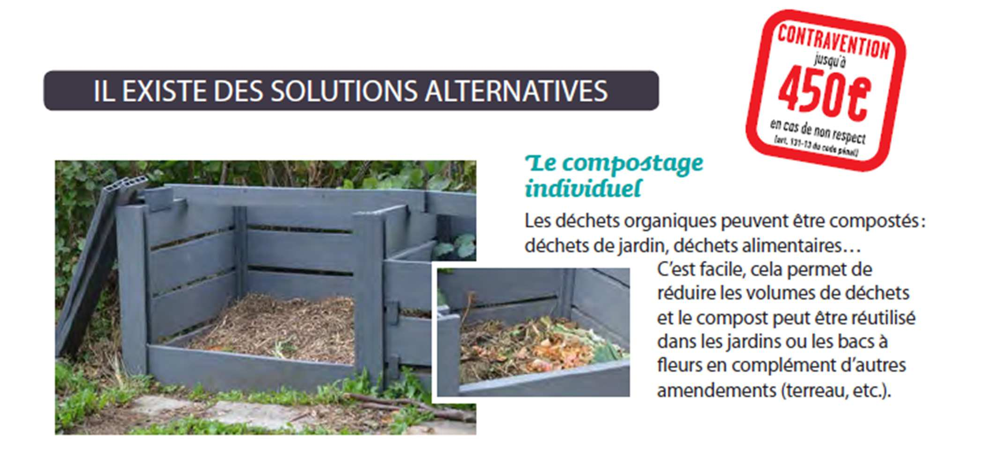 CONTRAVENTION
jusqu'à
450€
en cas de non respect
(art. 131-13 du code pénal)
IL EXISTE DES SOLUTIONS ALTERNATIVES
Le compostage
individuel
Les déchets organiques peuvent être compostés :
déchets de jardin, déchets alimentaires…
C'est facile, cela permet de
réduire les volumes de déchets
et le compost peut être réutilisé
dans les jardins ou les bacs à
fleurs en complément d'autres
amendements (terreau, etc.).